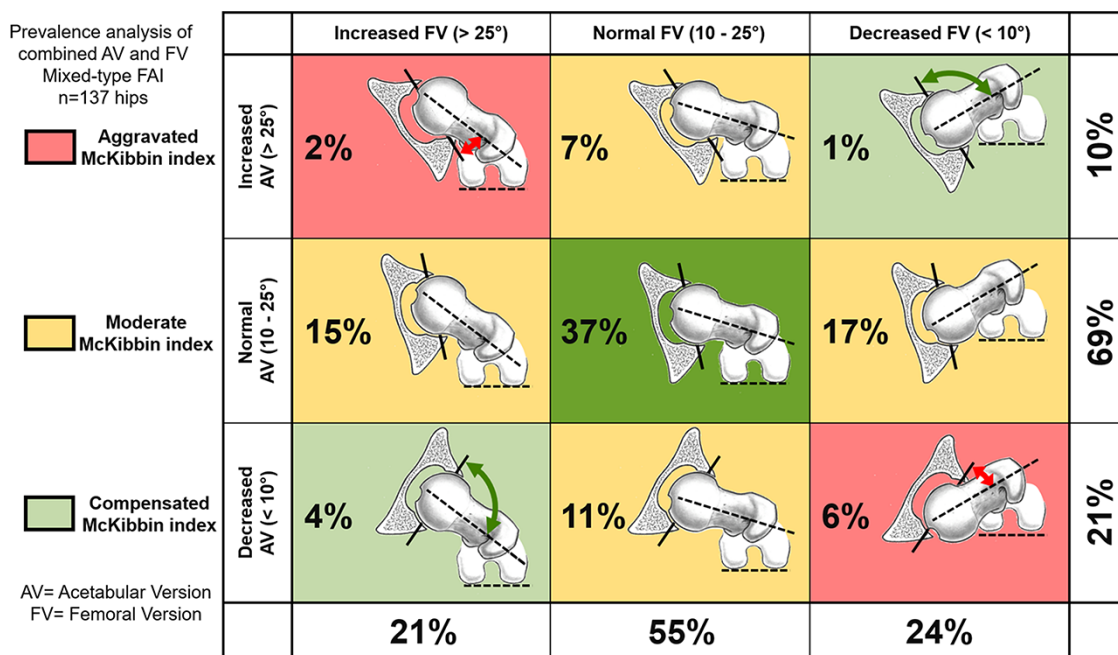 Prevalence analysis of
combined AV and FV
Mixed-type FAI
n=137 hips
Aggravated
McKibbin index
Moderate
McKibbin index
Compensated
McKibbin index
AV= Acetabular Version
FV= Femoral Version
Increased FV (> 25°)
Normal FV (10 - 25°)
Decreased FV (< 10°)
Increased
AV (> 25°)
2%
7%
1%
10%
Normal
AV (10 - 25°)
15%
37%
17%
69%
Decreased
AV (< 10°)
4%
11%
6%
21%
21%
55%
24%